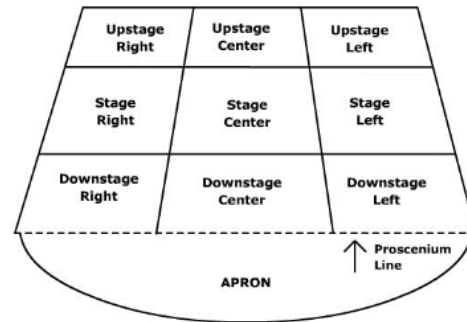 Upstage
Right
Upstage
Center
Upstage
Left
Stage
Right
Stage
Center
Stage
Left
Downstage
Right
Downstage
Center
Downstage
Left
Proscenium
Line
APRON